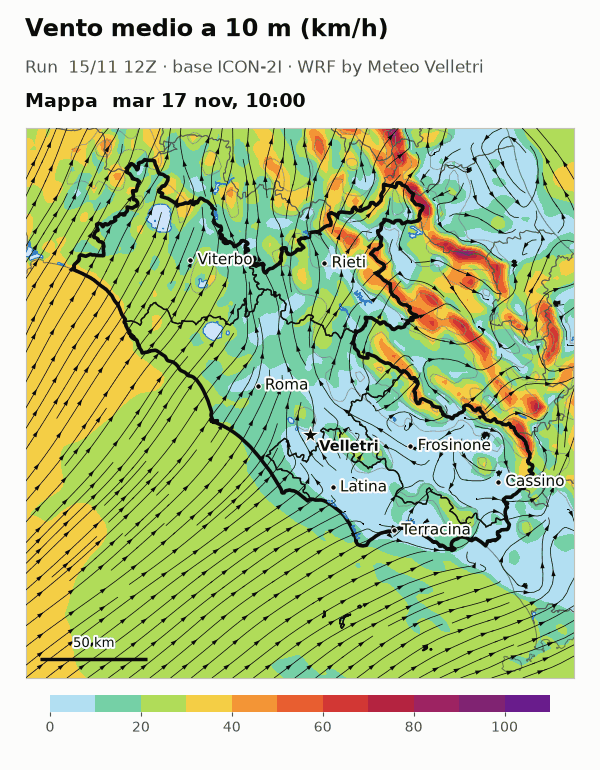 Vento medio a 10 m (km/h)
Run 15/11 12Z · base ICON-2I · WRF by Meteo Velletri
Mappa mar 17 nov, 10:00
Viterbo
Rieti
Roma
Velletri
Frosinone
Latina
Cassino
Terracina
50 km
0 20 40 60 80 100